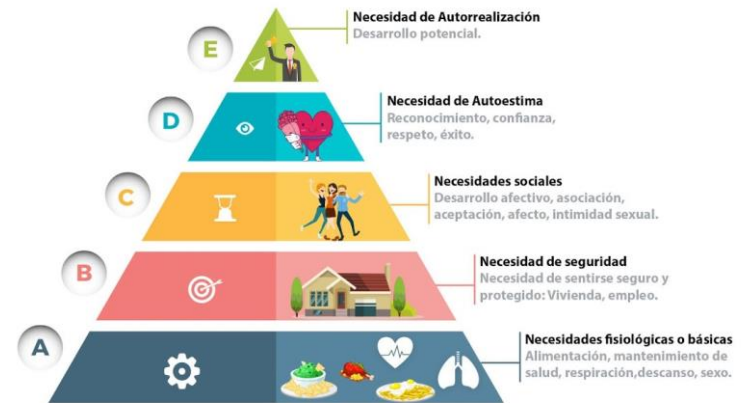 E
Necesidad de Autorrealización
Desarrollo potencial.
D
Necesidad de Autoestima
Reconocimiento, confianza,
respeto, éxito.
C
Necesidades sociales
Desarrollo afectivo, asociación,
aceptación, afecto, intimidad sexual.
B
Necesidad de seguridad
Necesidad de sentirse seguro y
protegido: Vivienda, empleo.
A
Necesidades fisiológicas o básicas
Alimentación, mantenimiento de
salud, respiración,descanso, sexo.